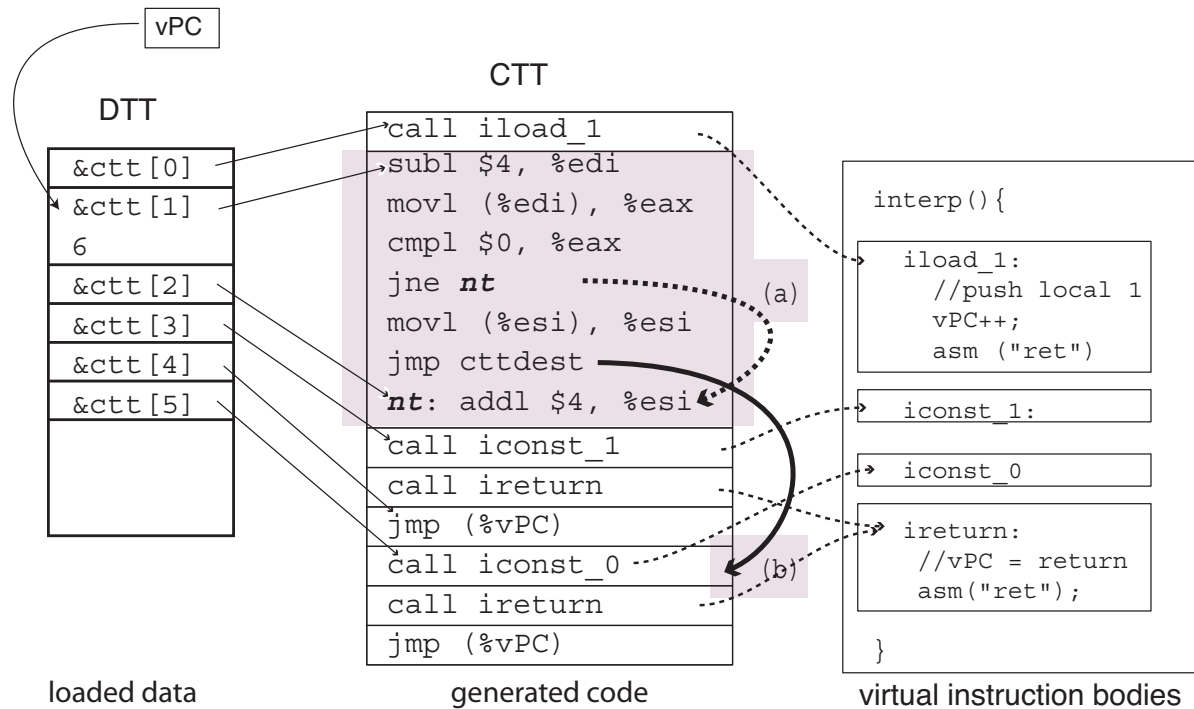 vPC
DTT
&ctt[0]
&ctt[1]
6
&ctt[2]
&ctt[3]
&ctt[4]
&ctt[5]
loaded data
CTT
call iload_1
subl $4, %edi
movl (%edi), %eax
cmpl $0, %eax
jne nt
movl (%esi), %esi
jmp cttdest
nt: addl $4, %esi
call iconst_1
call ireturn
jmp (%vPC)
call iconst_0
call ireturn
jmp (%vPC)
(a)
(b)
generated code
interp(){
iload_1:
//push local 1
vPC++;
asm ("ret")
iconst_1:
iconst_0
ireturn:
//vPC = return
asm("ret");
}
virtual instruction bodies